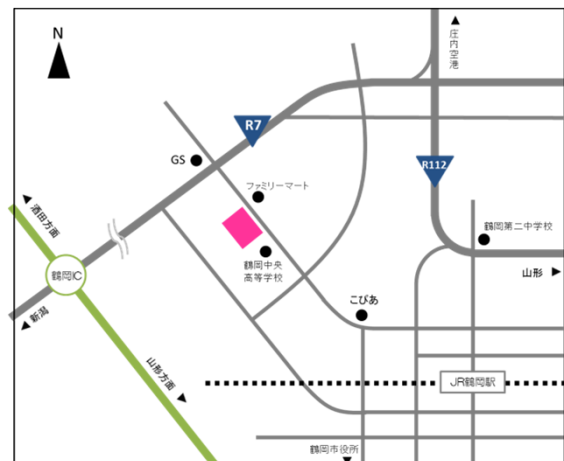 N
庄内空港
R7
GS
R112
ファミリーマート
酒田方面
鶴岡第二中学校
鶴岡中央
高等学校
鶴岡IC
山形
こぴあ
新潟
山形方面
JR鶴岡駅
鶴岡市役所